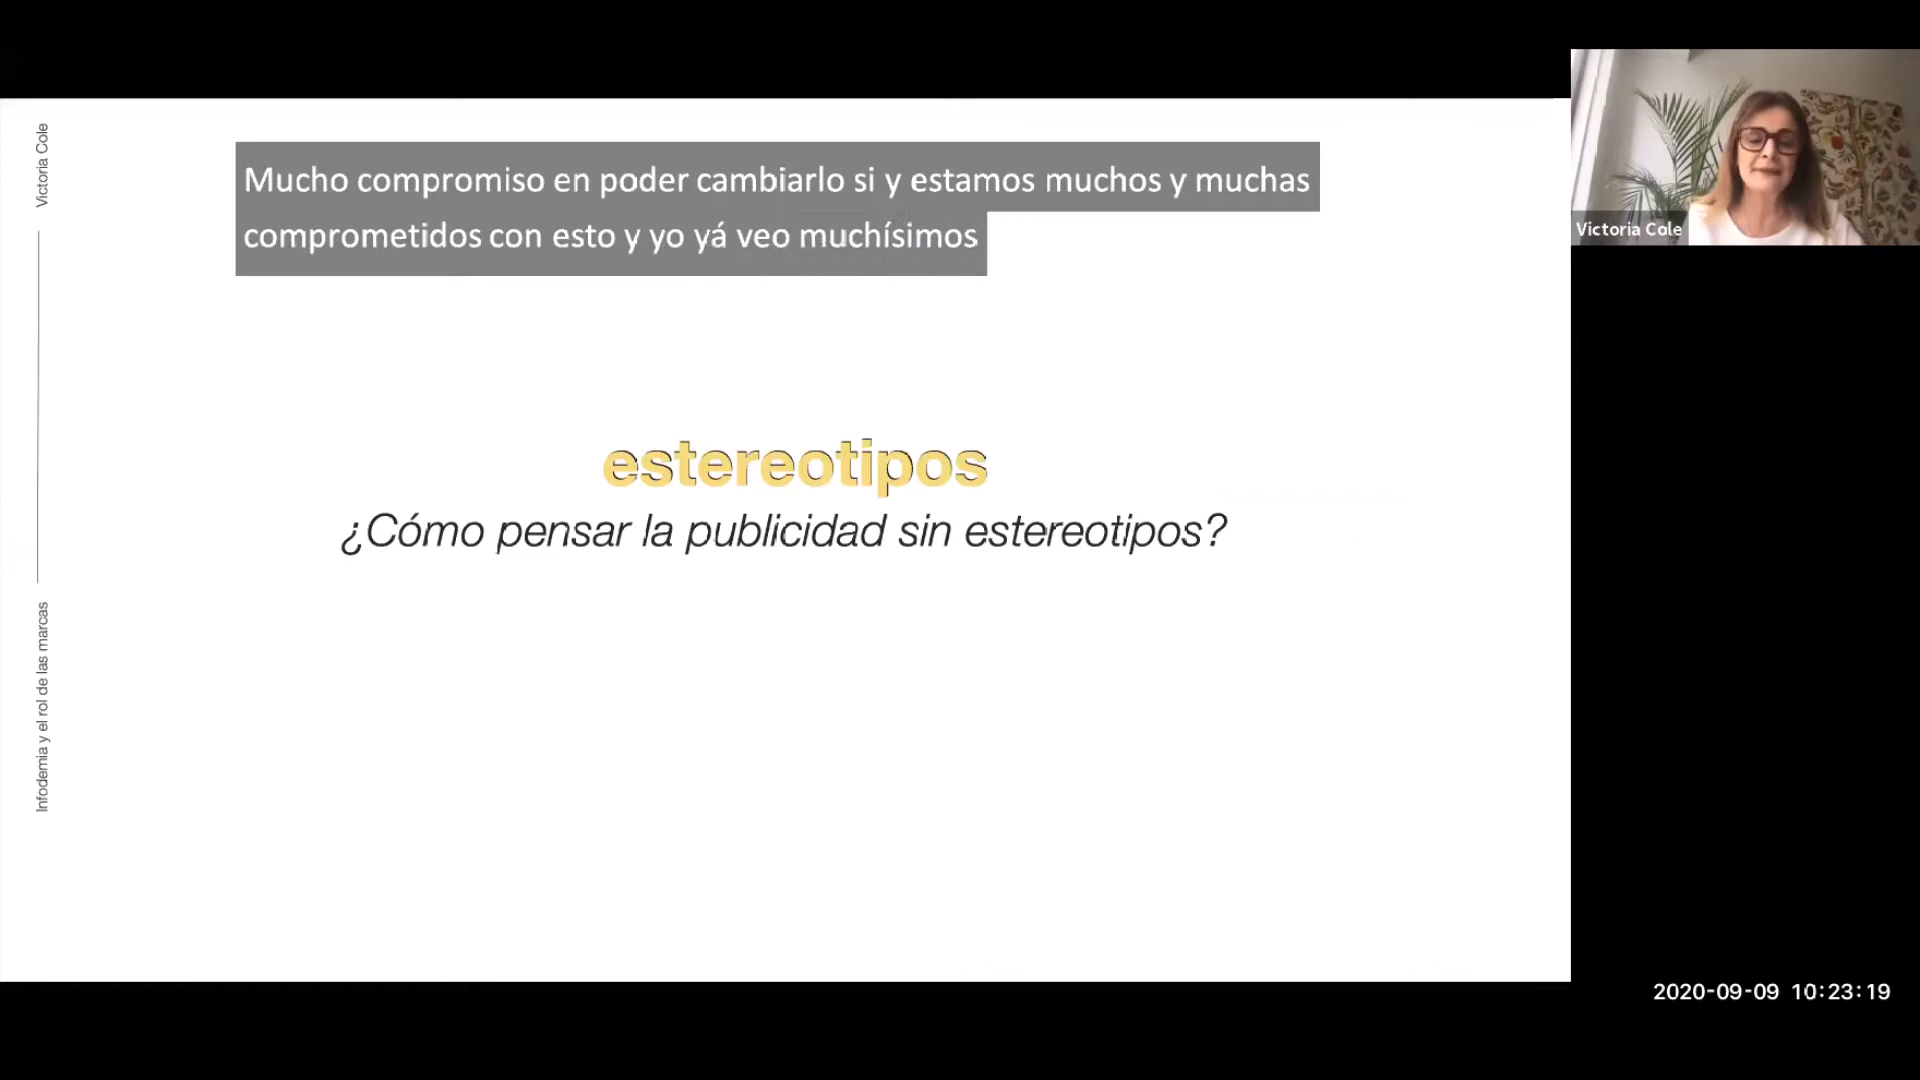 Victoria Cole
Infodemia y el rol de las marcas
Mucho compromiso en poder cambiarlo si y estamos muchos y muchas
comprometidos con esto y yo yá veo muchísimos
estereotipos
¿Cómo pensar la publicidad sin estereotipos?
Victoria Cole
2020-09-09 10:23:19